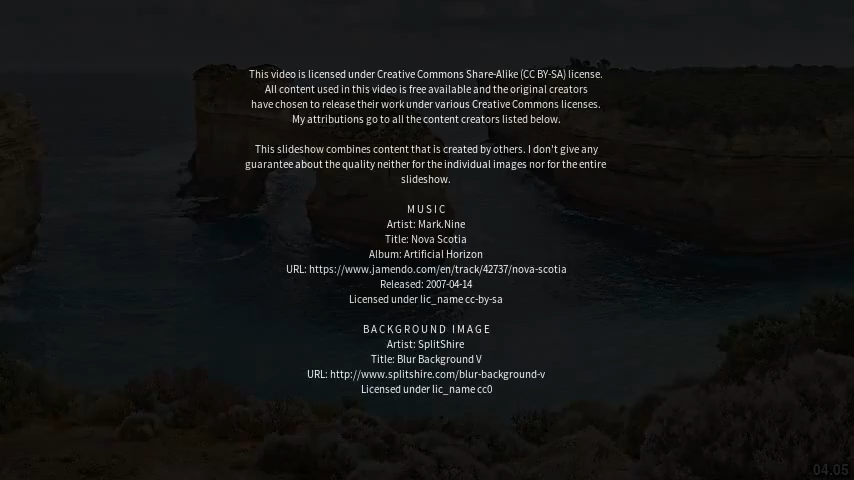 This video is licensed under Creative Commons Share-Alike (CC BY-SA) license.
All content used in this video is free available and the original creators
have chosen to release their work under various Creative Commons licenses.
My attributions go to all the content creators listed below.
This slideshow combines content that is created by others. I don't give any
guarantee about the quality neither for the individual images nor for the entire
slideshow.
MUSIC
Artist: Mark.Nine
Title: Nova Scotia
Album: Artificial Horizon
URL: https://www.jamendo.com/en/track/42737/nova-scotia
Released: 2007-04-14
Licensed under lic_name cc-by-sa
BACKGROUND IMAGE
Artist: SplitShire
Title: Blur Background V
URL: http://www.splitshire.com/blur-background-v
Licensed under lic_name cc0
04.05